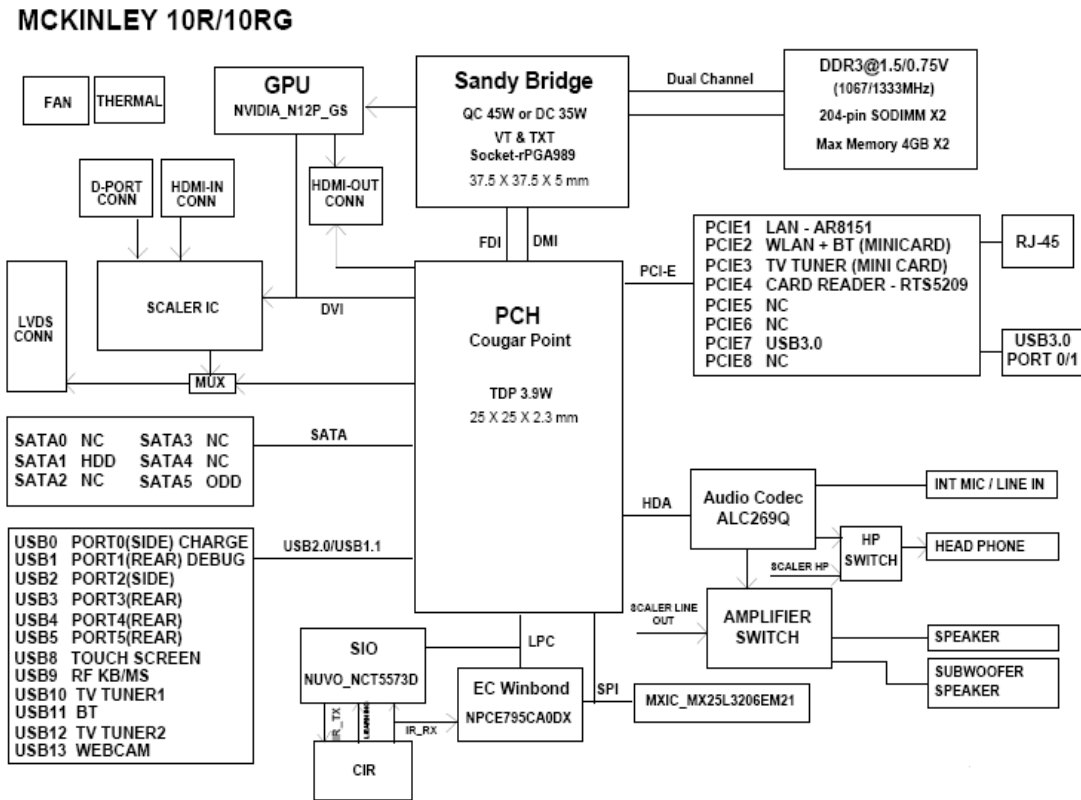 MCKINLEY 10R/10RG
FAN
THERMAL
GPU
NVIDIA_N12P_GS
Sandy Bridge
QC 45W or DC 35W
VT & TXT
Socket-rPGA989
37.5 X 37.5 X 5 mm
Dual Channel
DDR3@1.5/0.75V
(1067/1333MHz)
204-pin SODIMM X2
Max Memory 4GB X2
D-PORT
CONN
HDMI-IN
CONN
HDMI-OUT
CONN
FDI
DMI
LVDS
CONN
SCALER IC
DVI
MUX
PCH
Cougar Point
TDP 3.9W
25 X 25 X 2.3 mm
PCI-E
PCIE1 LAN - AR8151
PCIE2 WLAN + BT (MINICARD)
PCIE3 TV TUNER (MINI CARD)
PCIE4 CARD READER - RTS5209
PCIE5 NC
PCIE6 NC
PCIE7 USB3.0
PCIE8 NC
RJ-45
USB3.0
PORT 0/1
SATA0 NC SATA3 NC
SATA1 HDD SATA4 NC
SATA2 NC SATA5 ODD
SATA
USB0 PORT0(SIDE) CHARGE
USB1 PORT1(REAR) DEBUG
USB2 PORT2(SIDE)
USB3 PORT3(REAR)
USB4 PORT4(REAR)
USB5 PORT5(REAR)
USB8 TOUCH SCREEN
USB9 RF KB/MS
USB10 TV TUNER1
USB11 BT
USB12 TV TUNER2
USB13 WEBCAM
USB2.0/USB1.1
HDA
Audio Codec
ALC269Q
INT MIC / LINE IN
HP
SWITCH
HEAD PHONE
SCALER HP
SCALER LINE
OUT
AMPLIFIER
SWITCH
SPEAKER
SUBWOOFER
SPEAKER
SIO
NUVO_NCT5573D
LPC
EC Winbond
NPCE795CA0DX
SPI
MXIC_MX25L3206EM21
IR_TX
LEARNING
IR_RX
CIR